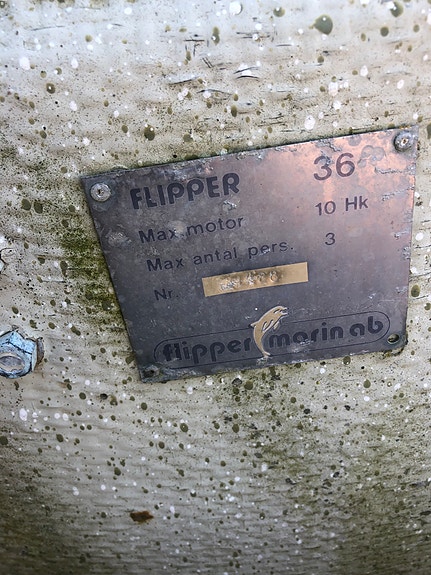 FLIPPER 36
Max motor 10 Hk
Max antal pers. 3
Nr.
flipper marin ab